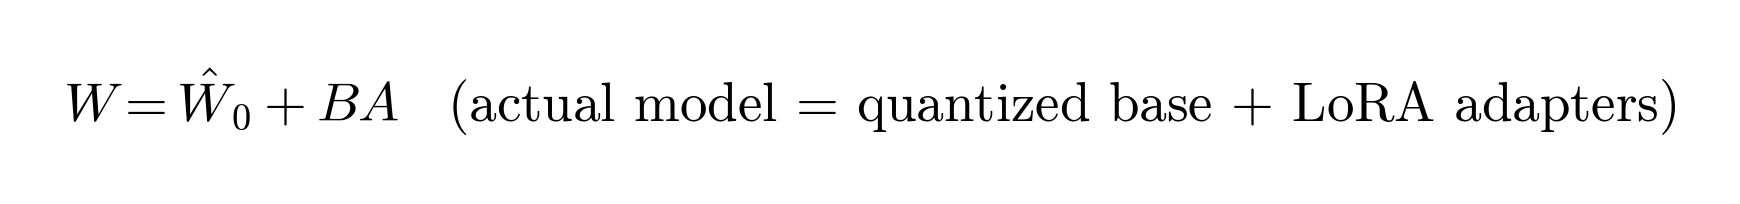 W = Ŵ₀ + BA (actual model = quantized base + LoRA adapters)